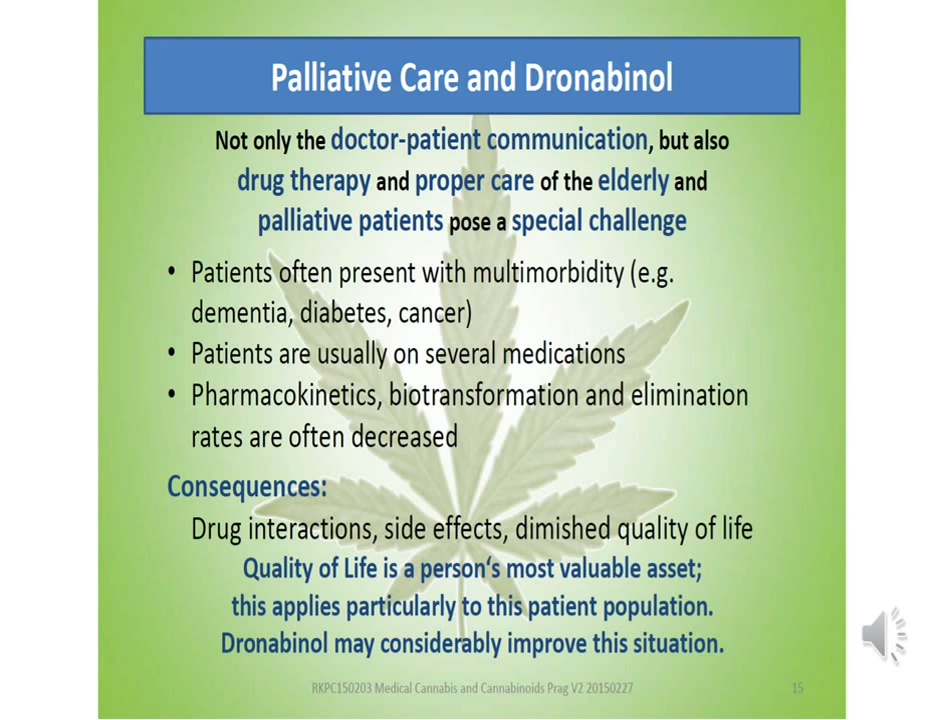 Palliative Care and Dronabinol
Not only the doctor-patient communication, but also
drug therapy and proper care of the elderly and
palliative patients pose a special challenge
• Patients often present with multimorbidity (e.g.
dementia, diabetes, cancer)
• Patients are usually on several medications
• Pharmacokinetics, biotransformation and elimination
rates are often decreased
Consequences:
Drug interactions, side effects, dimished quality of life
Quality of Life is a person‘s most valuable asset;
this applies particularly to this patient population.
Dronabinol may considerably improve this situation.
RKPC150203 Medical Cannabis and Cannabinoids Prag V2 20150227 15